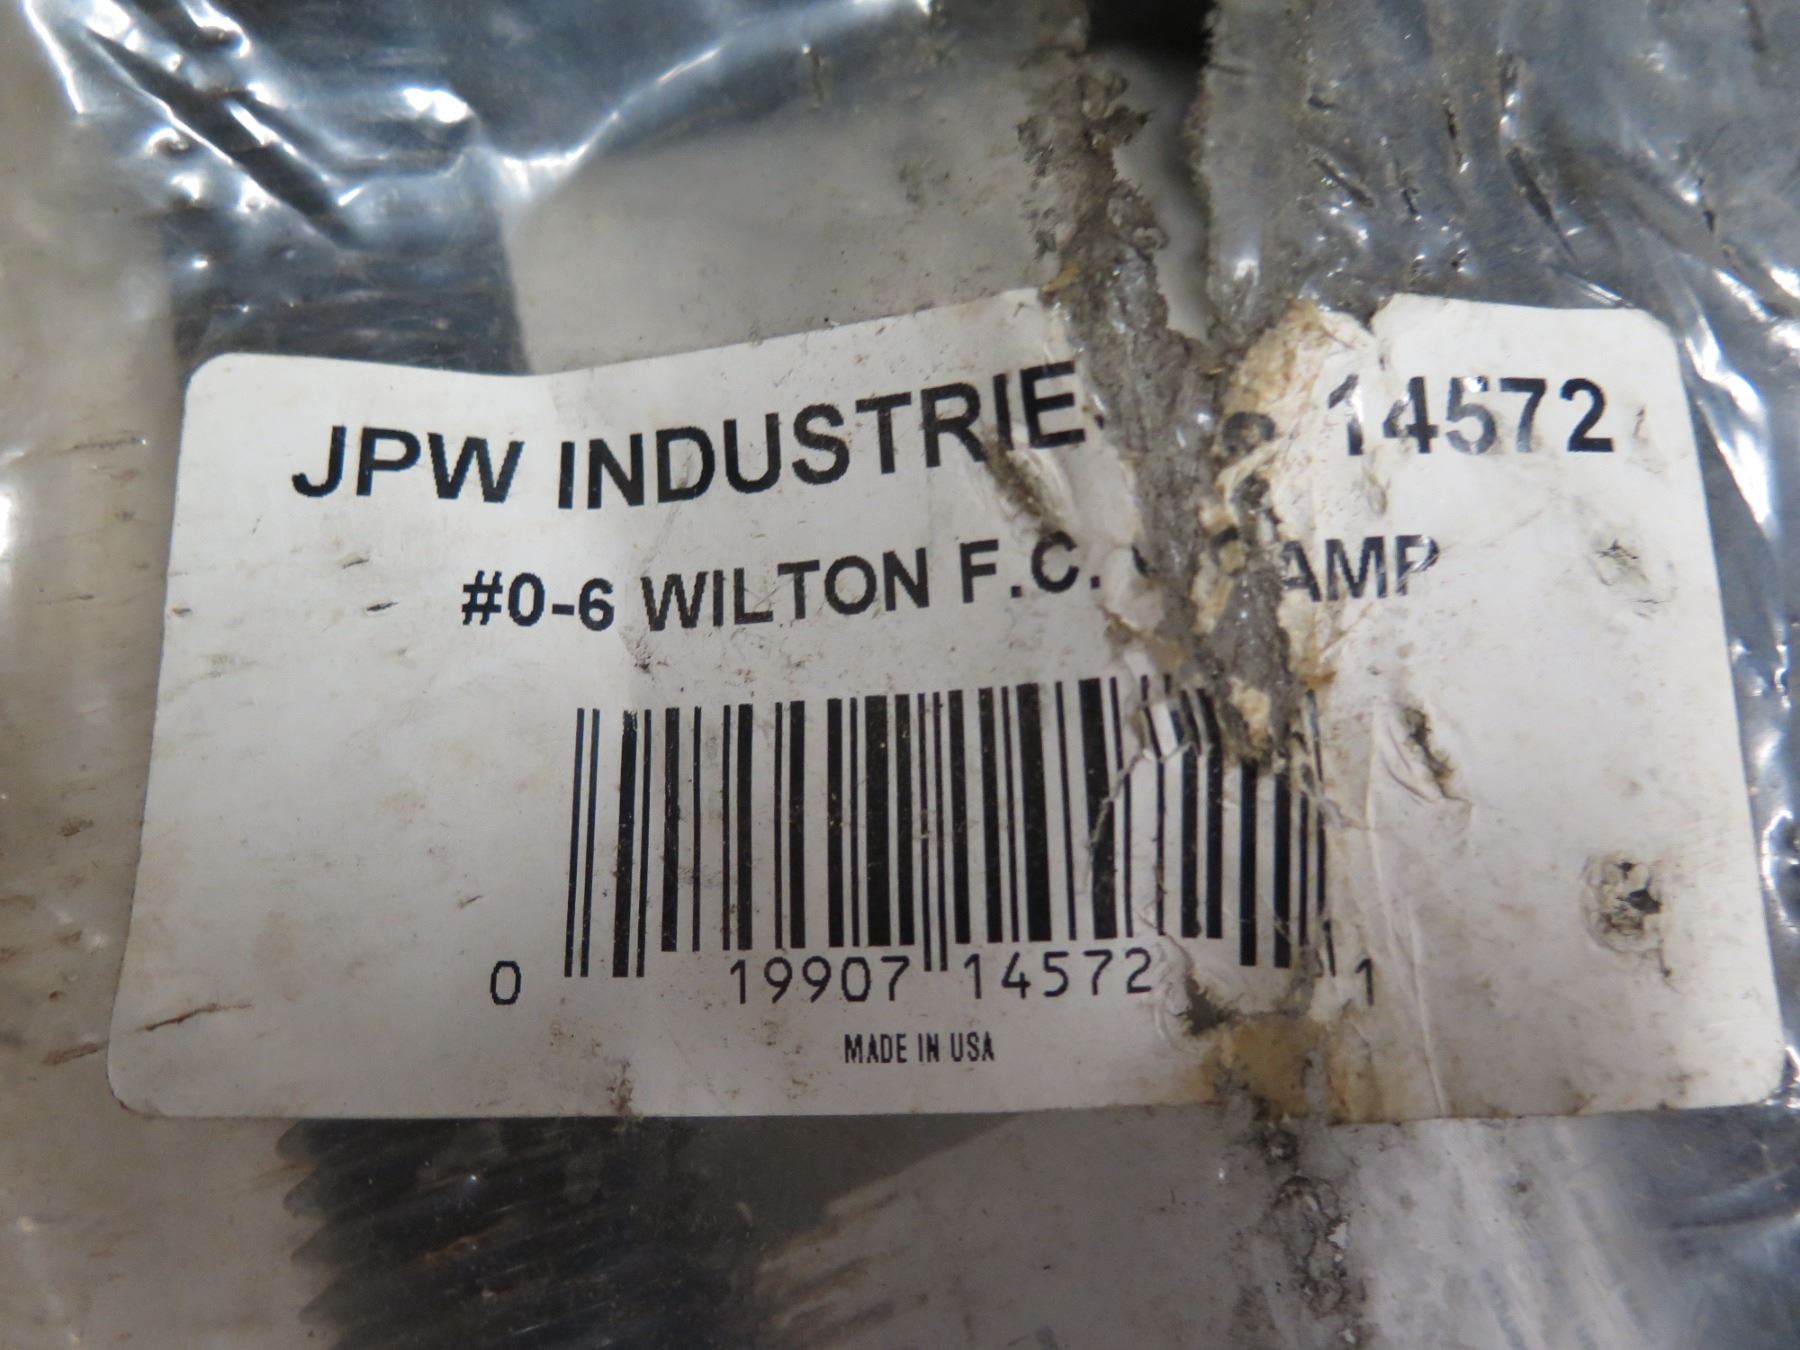 JPW INDUSTRIE 14572
#0-6 WILTON F.C. AMP
0 19907 14572 1
MADE IN USA